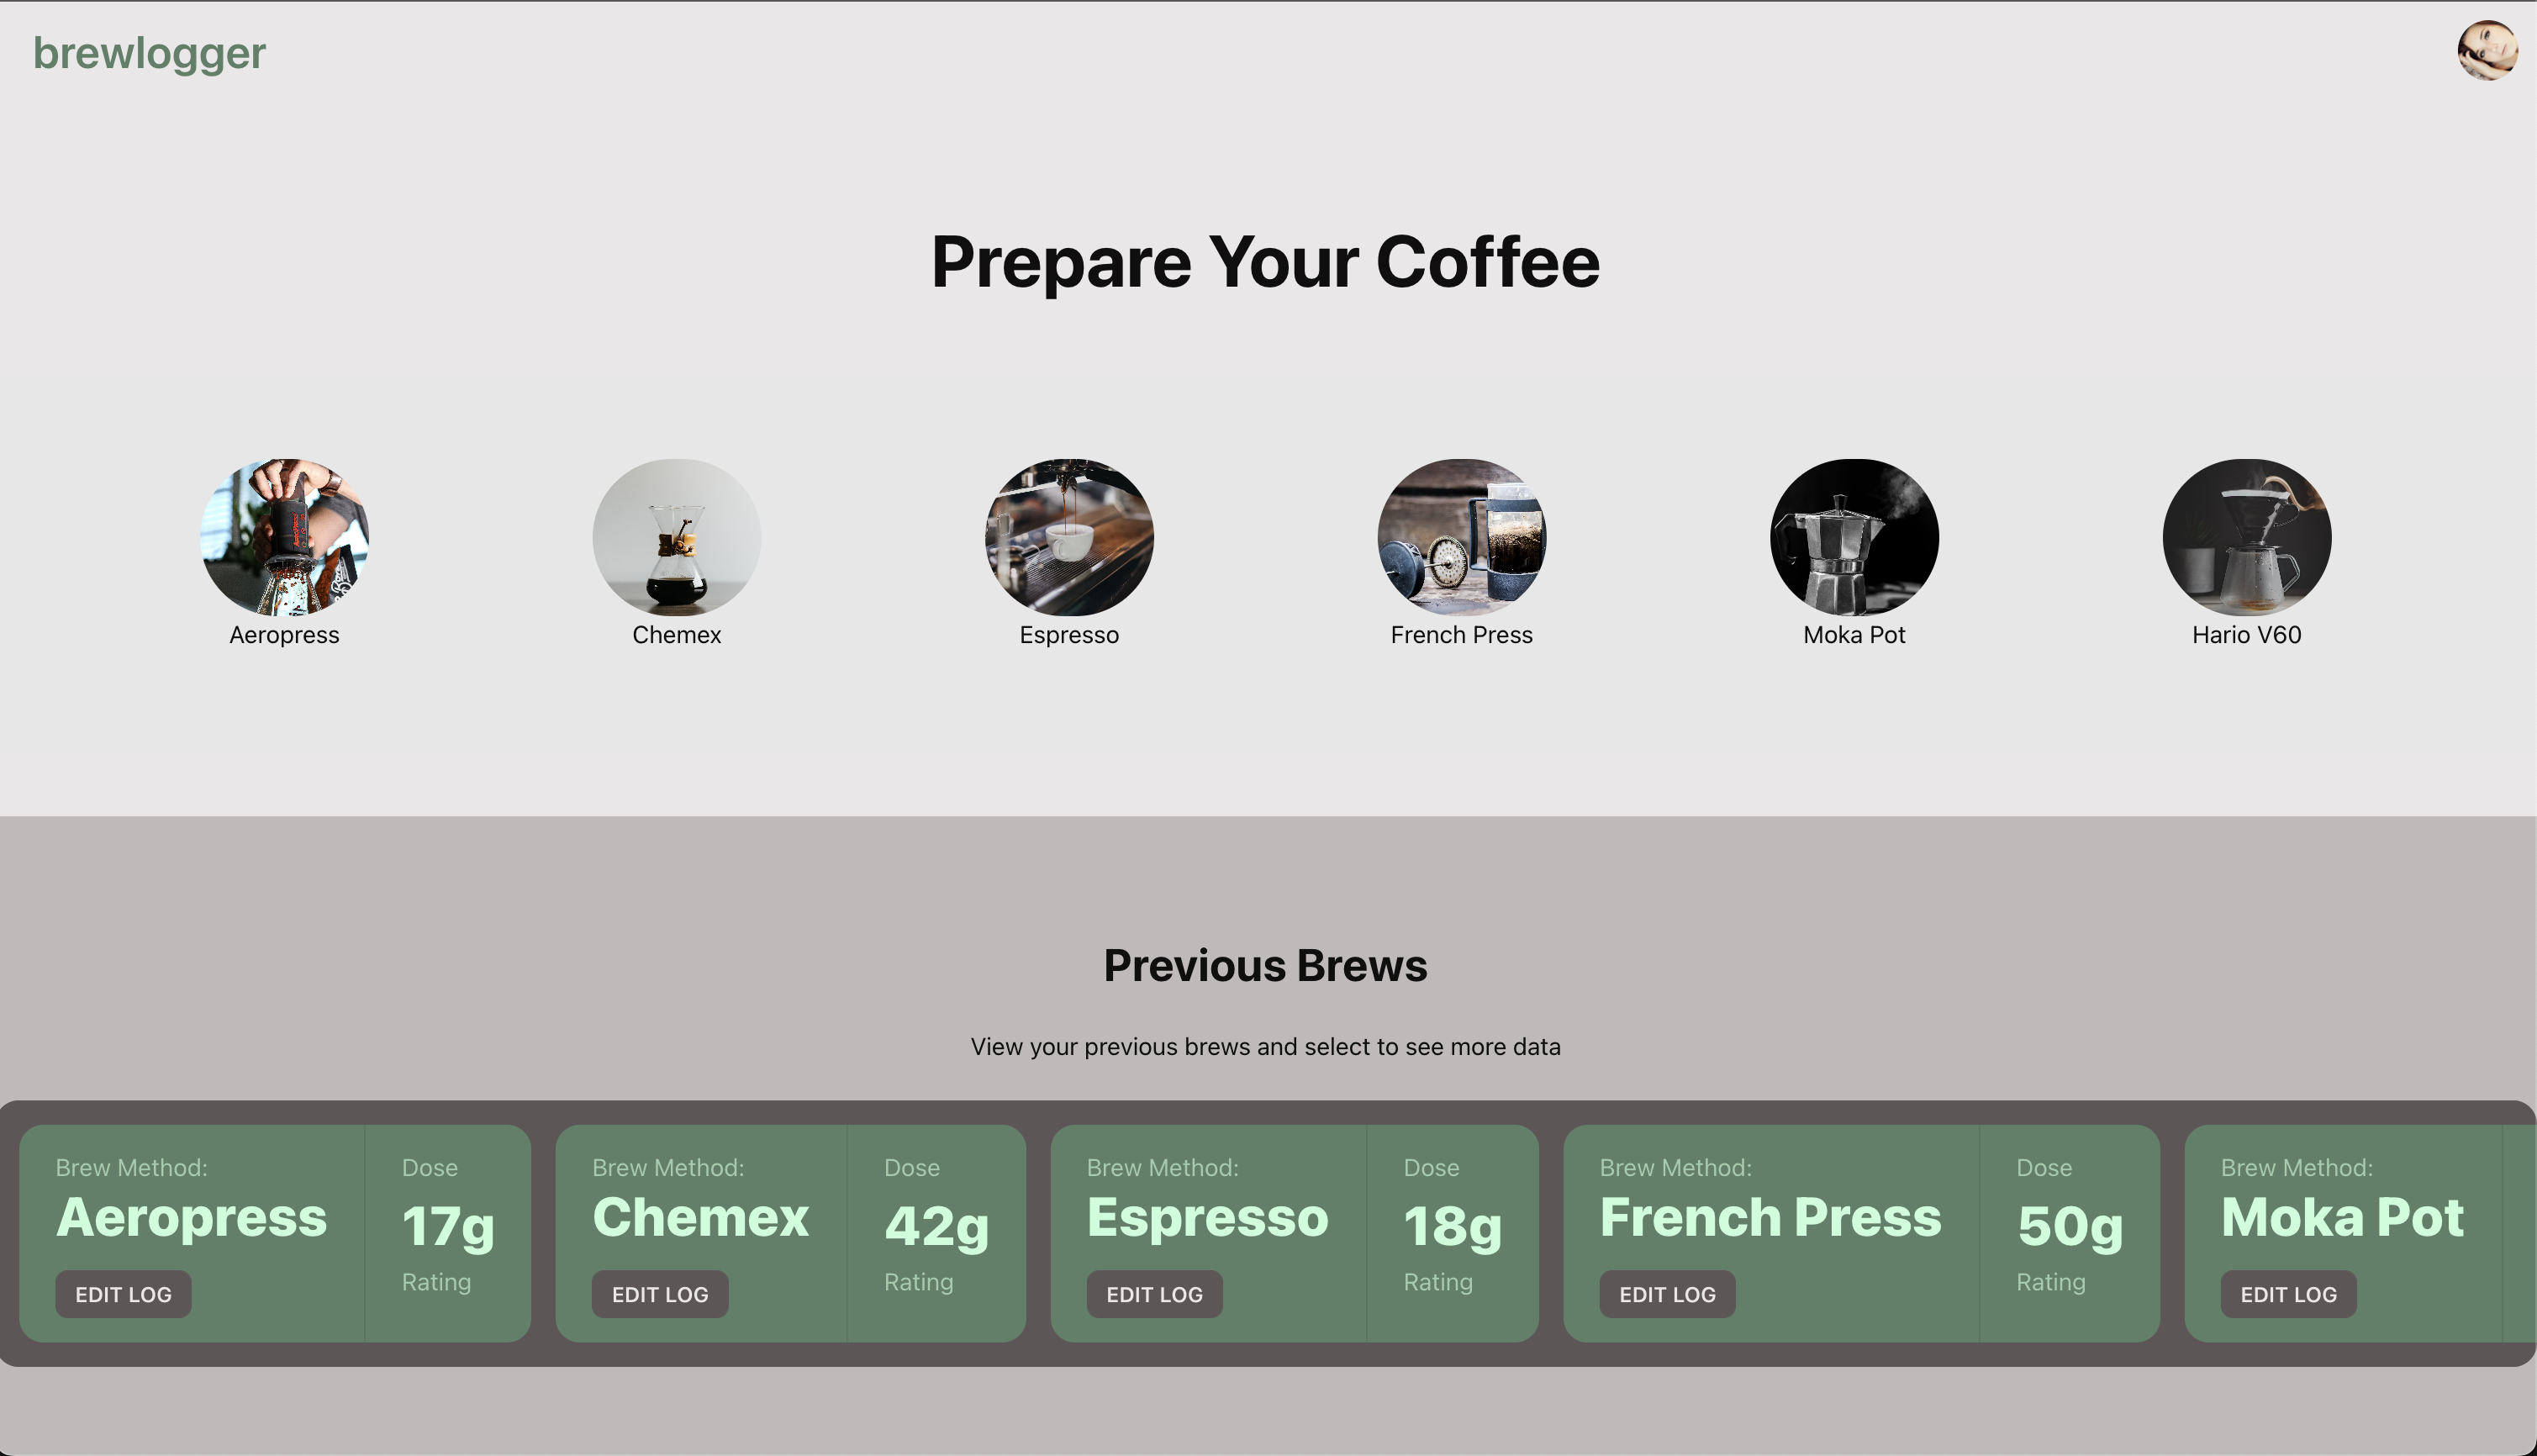 brewlogger
Prepare Your Coffee
Aeropress
Chemex
Espresso
French Press
Moka Pot
Hario V60
Previous Brews
View your previous brews and select to see more data
Brew Method:
Aeropress
EDIT LOG
Dose
17g
Rating
Brew Method:
Chemex
EDIT LOG
Dose
42g
Rating
Brew Method:
Espresso
EDIT LOG
Dose
18g
Rating
Brew Method:
French Press
EDIT LOG
Dose
50g
Rating
Brew Method:
Moka Pot
EDIT LOG